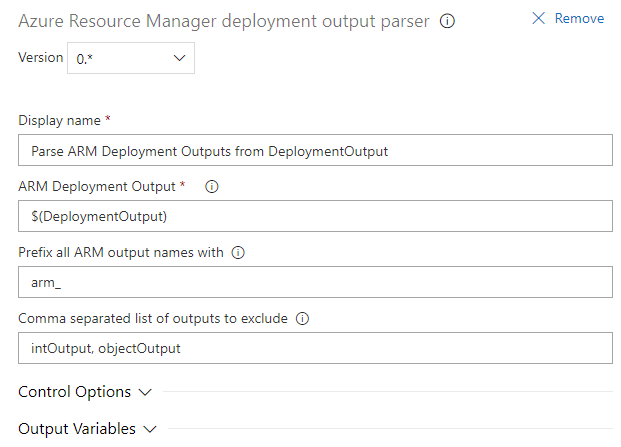 Azure Resource Manager deployment output parser
Remove
Version 0.*
Display name *
Parse ARM Deployment Outputs from DeploymentOutput
ARM Deployment Output *
$(DeploymentOutput)
Prefix all ARM output names with
arm_
Comma separated list of outputs to exclude
intOutput, objectOutput
Control Options
Output Variables